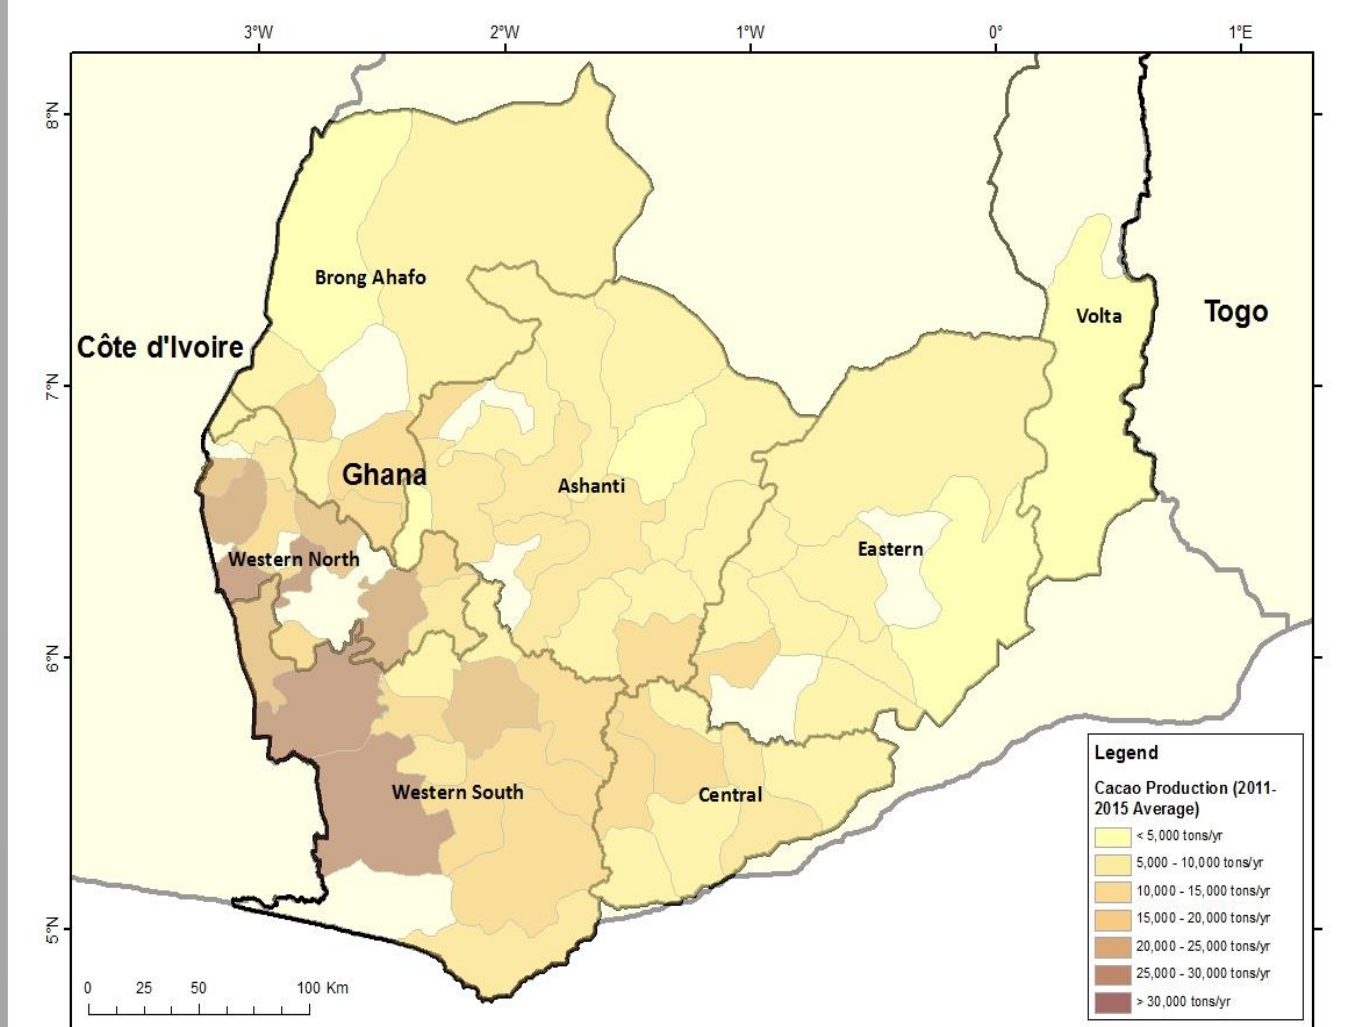 3°W 2°W 1°W 0° 1°E
8°N
Brong Ahafo
Volta
Togo
Côte d'Ivoire
7°N
Ghana
Ashanti
Western North
Eastern
6°N
Western South
Central
5°N
Legend
Cacao Production (2011-
2015 Average)
< 5,000 tons/yr
5,000 - 10,000 tons/yr
10,000 - 15,000 tons/yr
15,000 - 20,000 tons/yr
20,000 - 25,000 tons/yr
25,000 - 30,000 tons/yr
> 30,000 tons/yr
0 25 50 100 Km